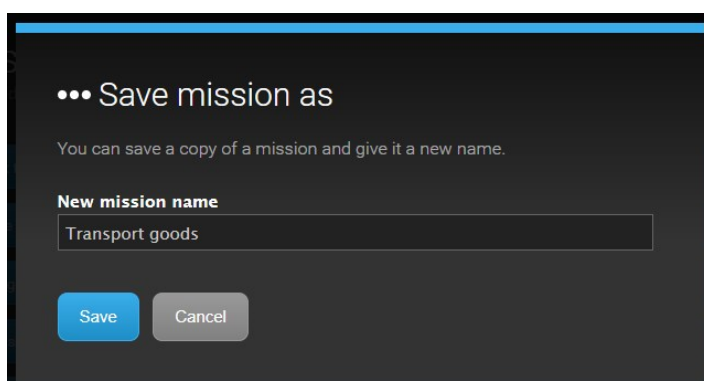 ••• Save mission as
You can save a copy of a mission and give it a new name.
New mission name
Transport goods
Save Cancel